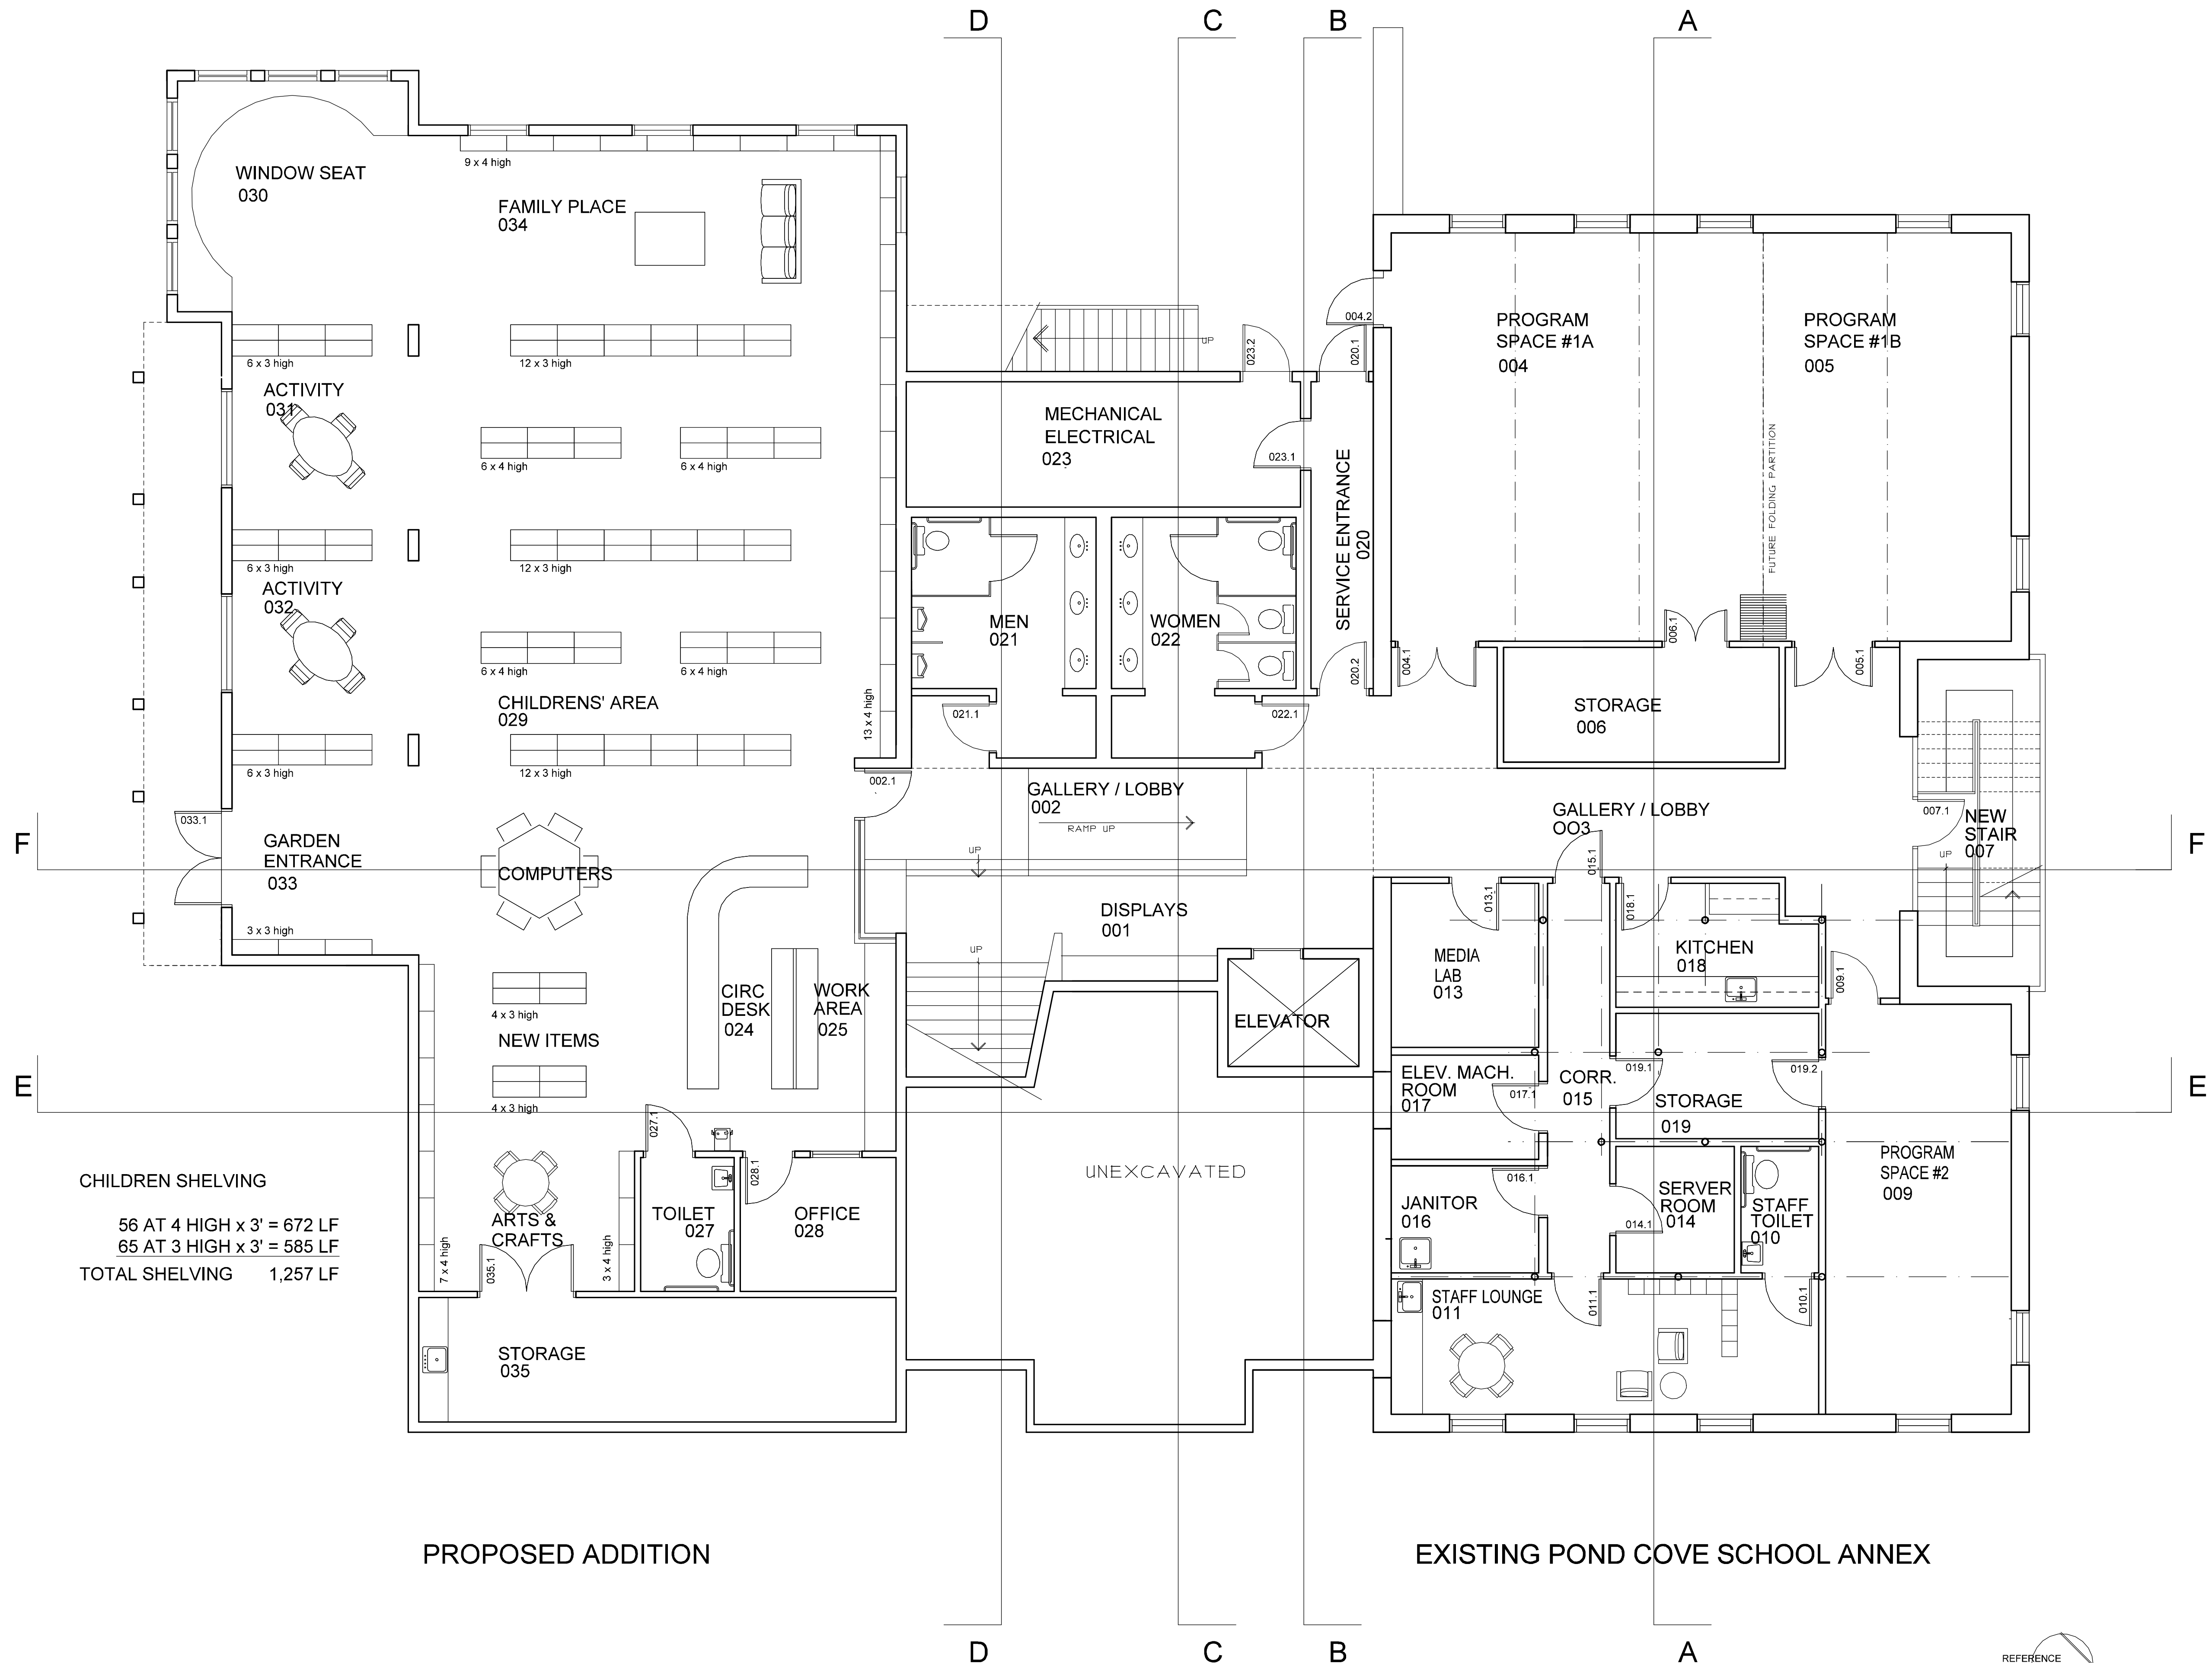 D
C
B
A
WINDOW SEAT
030
9 x 4 high
FAMILY PLACE
034
6 x 3 high
12 x 3 high
ACTIVITY
031
6 x 4 high
6 x 4 high
6 x 3 high
12 x 3 high
ACTIVITY
032
6 x 4 high
6 x 4 high
CHILDRENS' AREA
029
13 x 4 high
6 x 3 high
12 x 3 high
UP
023.2
020.1
004.2
MECHANICAL
ELECTRICAL
023
023.1
SERVICE ENTRANCE
020
MEN
021
WOMEN
022
021.1
022.1
020.2
PROGRAM
SPACE #1A
004
PROGRAM
SPACE #1B
005
FUTURE FOLDING PARTITION
004.1
006.1
005.1
STORAGE
006
002.1
GALLERY / LOBBY
002
RAMP UP
UP
GALLERY / LOBBY
OO3
007.1
NEW
STAIR
007
UP
F
F
033.1
GARDEN
ENTRANCE
033
COMPUTERS
3 x 3 high
DISPLAYS
001
UP
015.1
013.1
018.1
MEDIA
LAB
013
KITCHEN
018
009.1
4 x 3 high
NEW ITEMS
4 x 3 high
CIRC
DESK
024
WORK
AREA
025
ELEVATOR
E
E
ELEV. MACH.
ROOM
017
017.1
CORR.
015
019.1
019.2
STORAGE
019
027.1
028.1
UNEXCAVATED
PROGRAM
SPACE #2
009
CHILDREN SHELVING
56 AT 4 HIGH x 3' = 672 LF
65 AT 3 HIGH x 3' = 585 LF
TOTAL SHELVING 1,257 LF
ARTS &
CRAFTS
7 x 4 high
035.1
3 x 4 high
TOILET
027
OFFICE
028
JANITOR
016
016.1
SERVER
ROOM
014
014.1
STAFF
TOILET
010
STAFF LOUNGE
011
011.1
010.1
STORAGE
035
PROPOSED ADDITION
EXISTING POND COVE SCHOOL ANNEX
D
C
B
A
REFERENCE